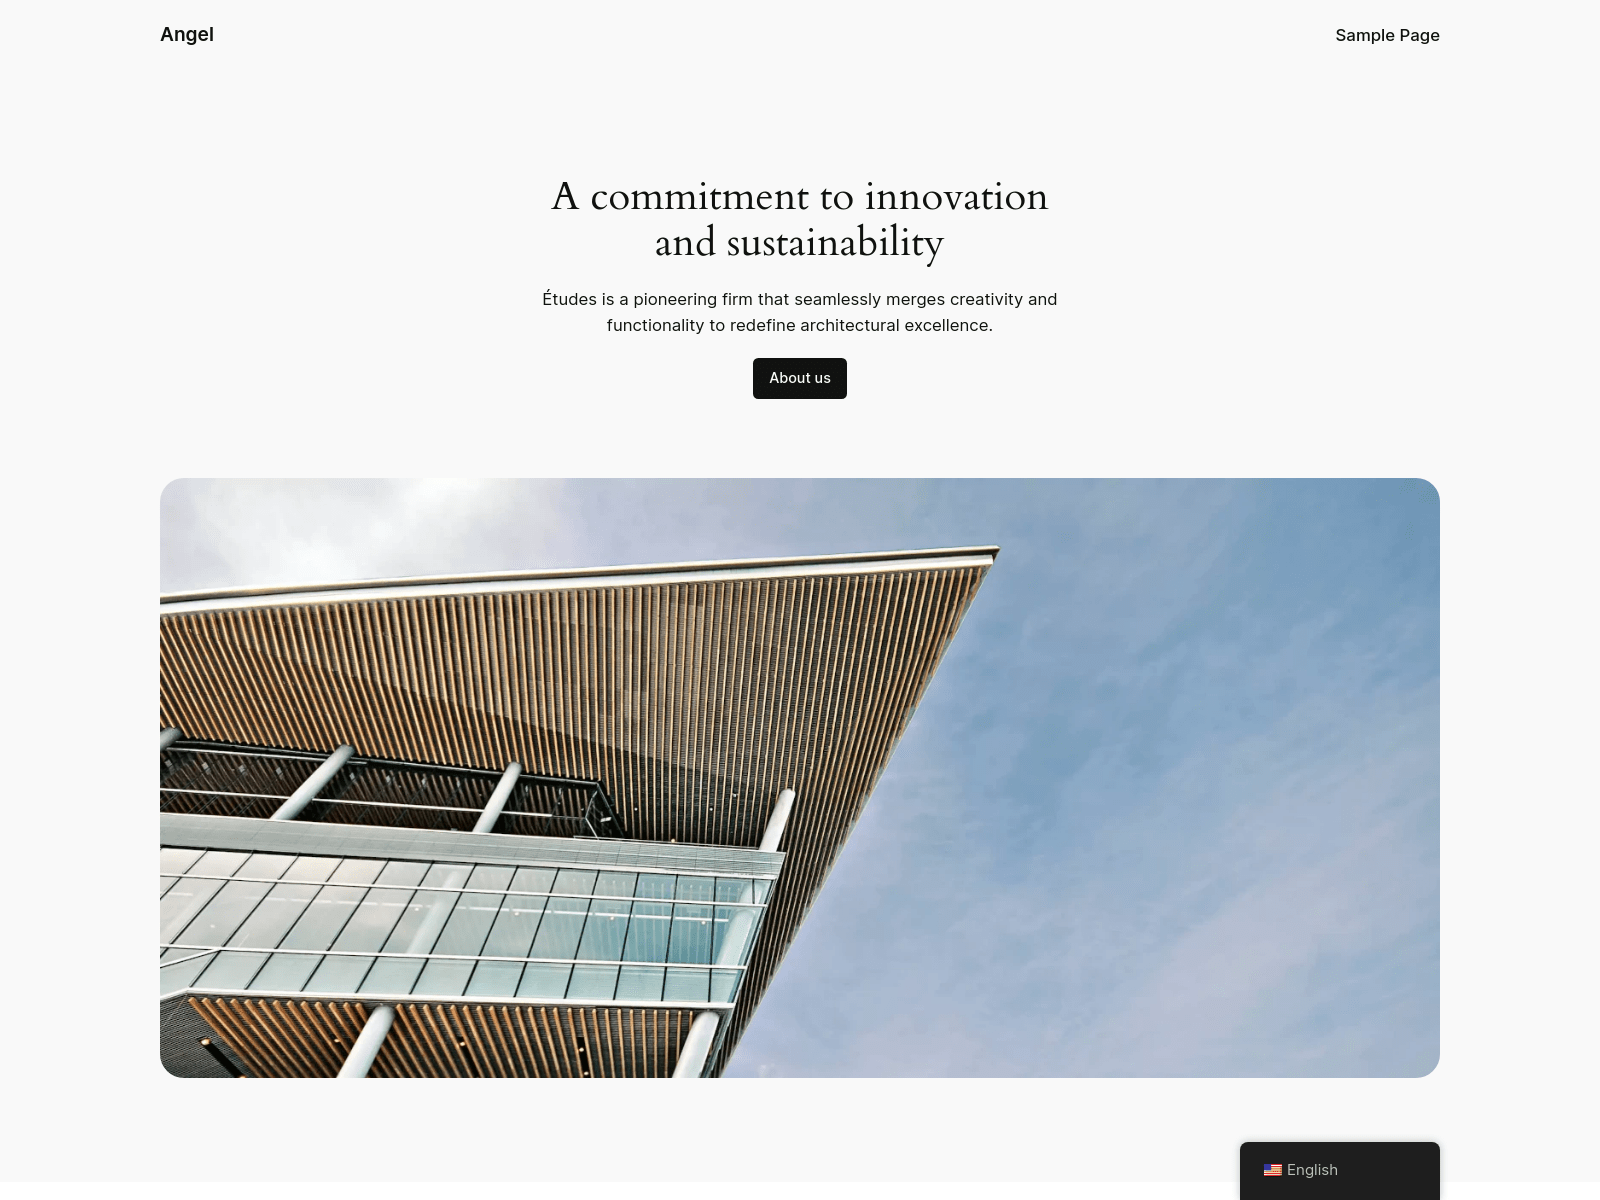 Angel
Sample Page
A commitment to innovation
and sustainability
Études is a pioneering firm that seamlessly merges creativity and
functionality to redefine architectural excellence.
About us
English